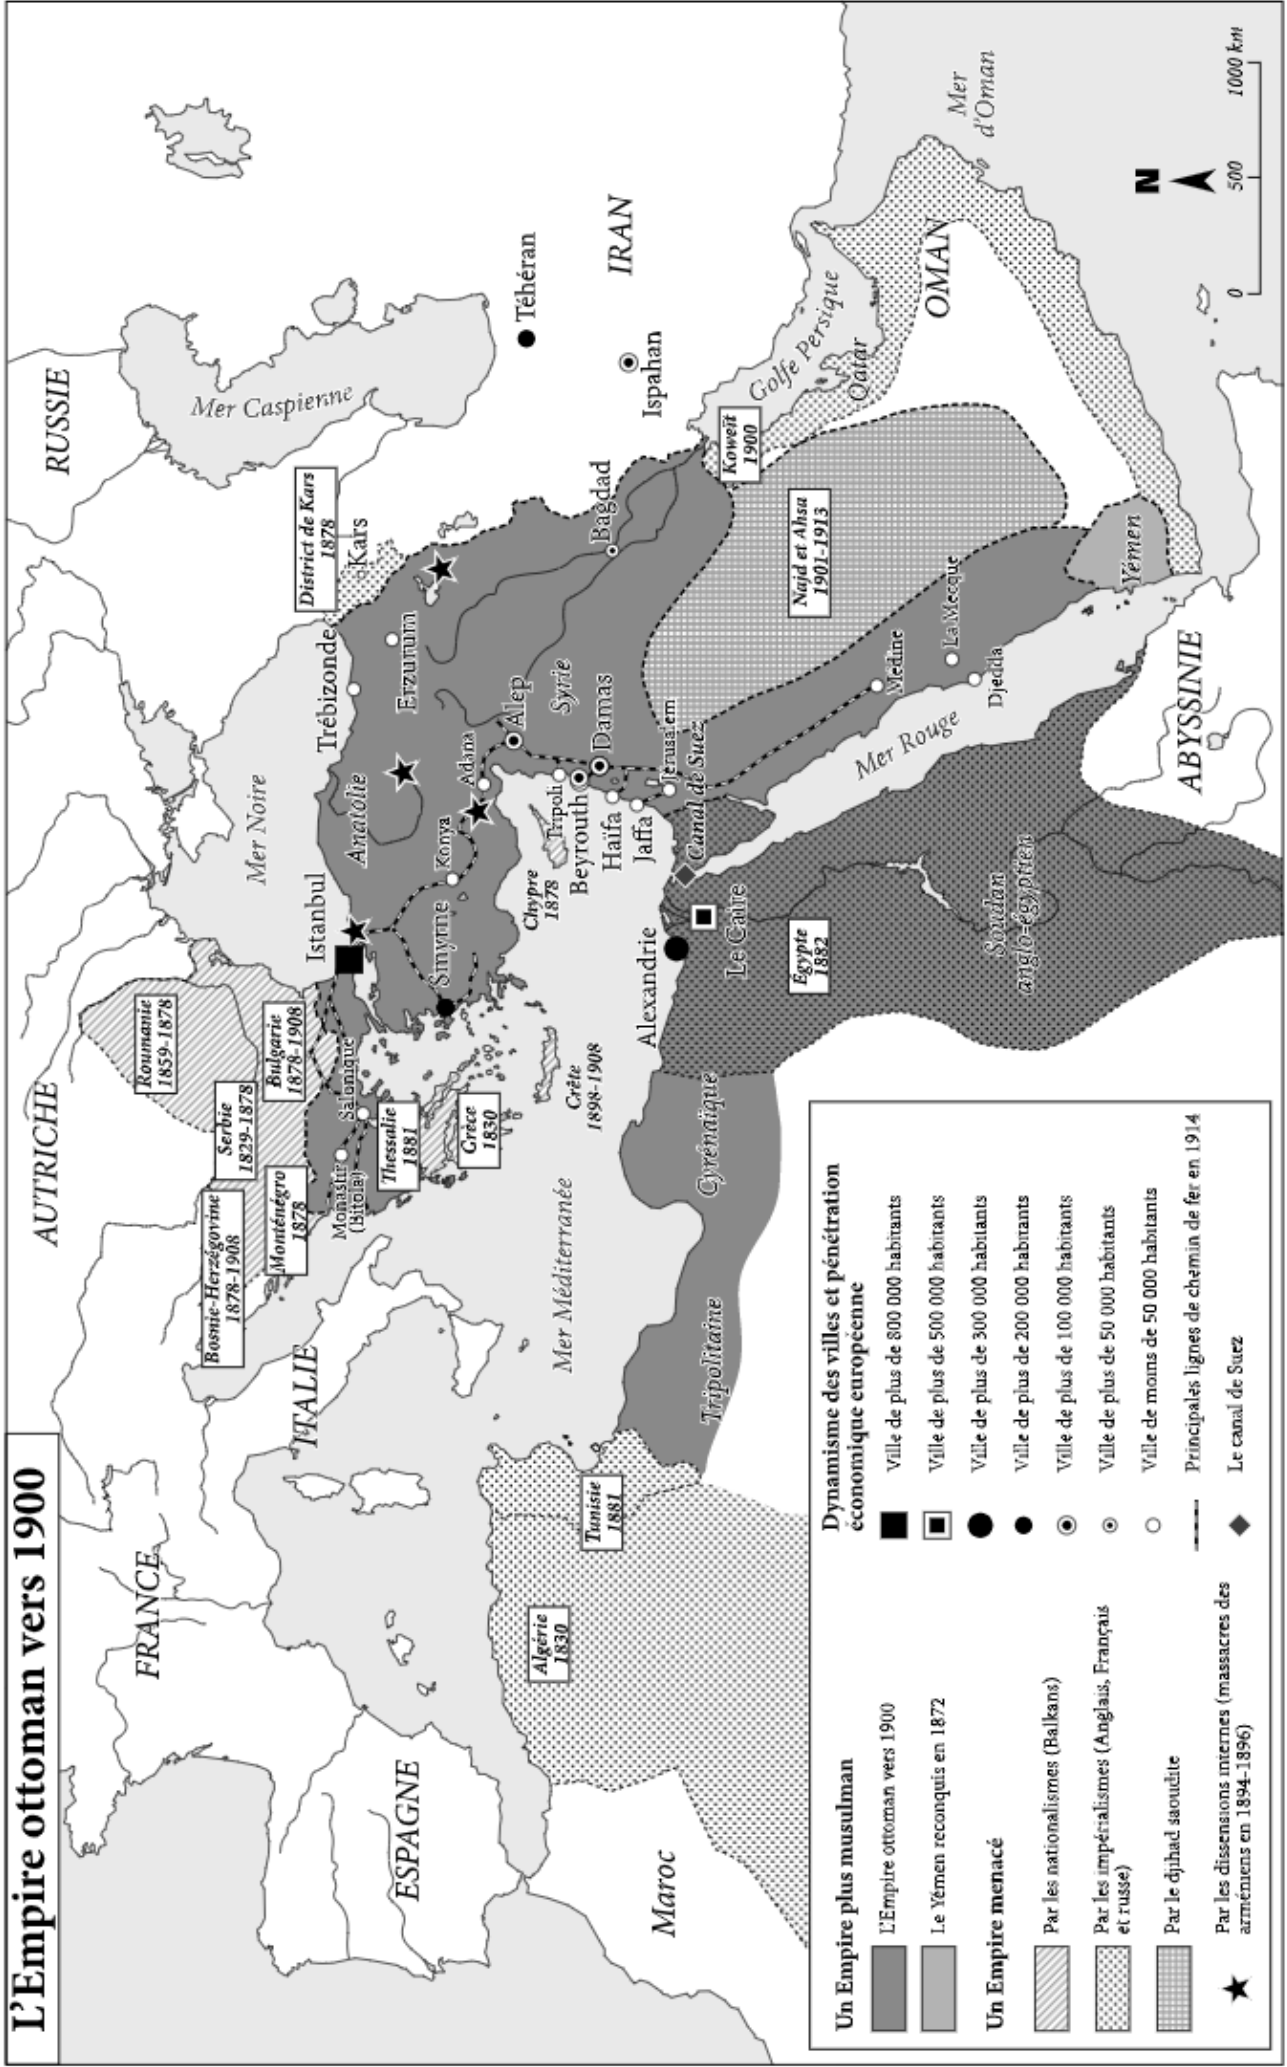 L'Empire ottoman vers 1900
FRANCE
ESPAGNE
ITALIE
AUTRICHE
RUSSIE
IRAN
OMAN
ABYSSINIE
Maroc
Mer Caspienne
Mer Noire
Mer Méditerranée
Mer Rouge
Golfe Persique
Mer
d'Oman
Roumanie
1859-1878
Serbie
1829-1878
Bulgarie
1878-1908
Bosnie-Herzégovine
1878-1908
Monténégro
1878
Thessalie
1881
Grèce
1830
Crète
1898-1908
Chypre
1878
District de Kars
1878
Koweït
1900
Najd et Ahsa
1901-1913
Égypte
1882
Tunisie
1881
Algérie
1830
Istanbul
Salonique
Monastir
(Bitola)
Smyrne
Konya
Adana
Anatolie
Trébizonde
Erzurum
Kars
Alep
Syrie
Tripoli
Beyrouth
Damas
Haïfa
Jaffa
Jérusalem
Canal de Suez
Bagdad
Téhéran
Ispahan
Qatar
Médine
La Mecque
Djedda
Yémen
Alexandrie
Le Caire
Soudan
anglo-égyptien
Cyrénaïque
Tripolitaine
N
0 500 1000 km
Un Empire plus musulman
L'Empire ottoman vers 1900
Le Yémen reconquis en 1872
Un Empire menacé
Par les nationalismes (Balkans)
Par les impérialismes (Anglais, Français
et russe)
Par le djihad saoudite
Par les dissensions internes (massacres des
arméniens en 1894-1896)
Dynamisme des villes et pénétration
économique européenne
Ville de plus de 800 000 habitants
Ville de plus de 500 000 habitants
Ville de plus de 300 000 habitants
Ville de plus de 200 000 habitants
Ville de plus de 100 000 habitants
Ville de plus de 50 000 habitants
Ville de moins de 50 000 habitants
Principales lignes de chemin de fer en 1914
Le canal de Suez